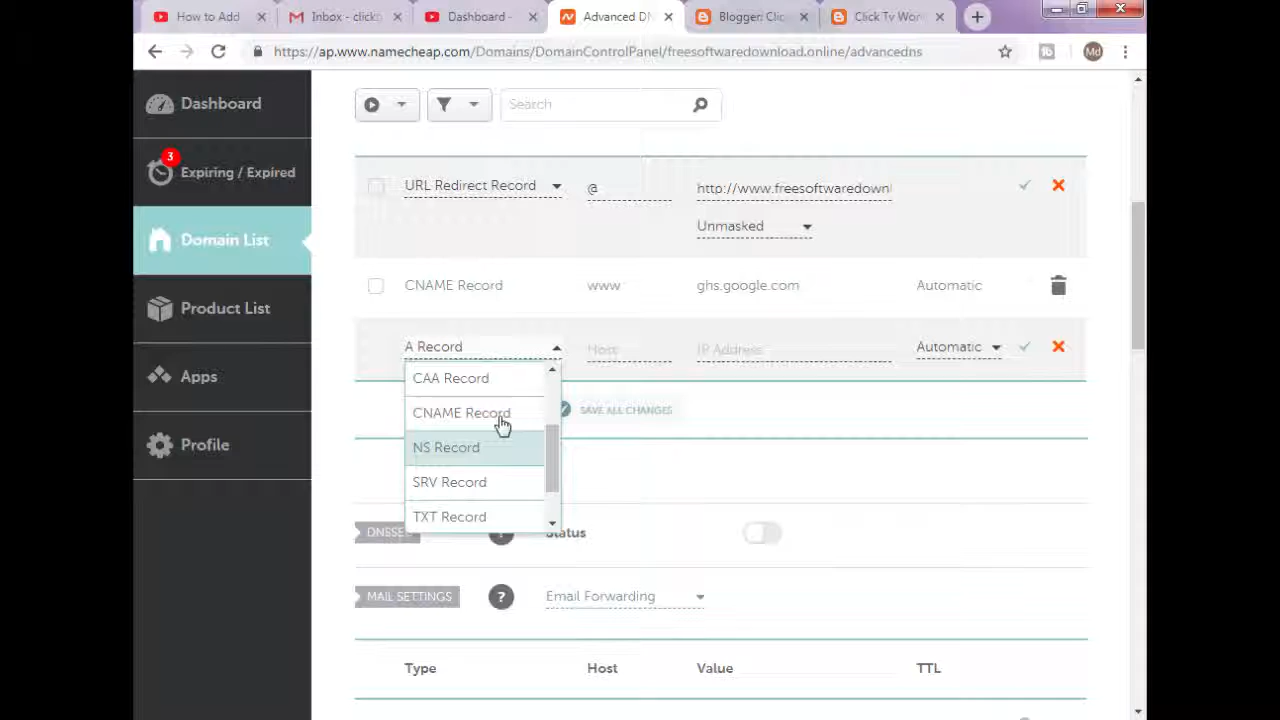 How to Add
Inbox - click
Dashboard -
Advanced DN
Blogger: Clic
Click Tv Wor
https://ap.www.namecheap.com/Domains/DomainControlPanel/freesoftwaredownload.online/advancedns
Md
Dashboard
3
Expiring / Expired
Domain List
Product List
Apps
Profile
Search
URL Redirect Record
@
http://www.freesoftwaredown
Unmasked
CNAME Record
www
ghs.google.com
Automatic
A Record
Host
IP Address
Automatic
CAA Record
CNAME Record
NS Record
SRV Record
TXT Record
SAVE ALL CHANGES
DNSSE
?
Status
MAIL SETTINGS
?
Email Forwarding
Type
Host
Value
TTL